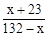 x + 23
132 − x